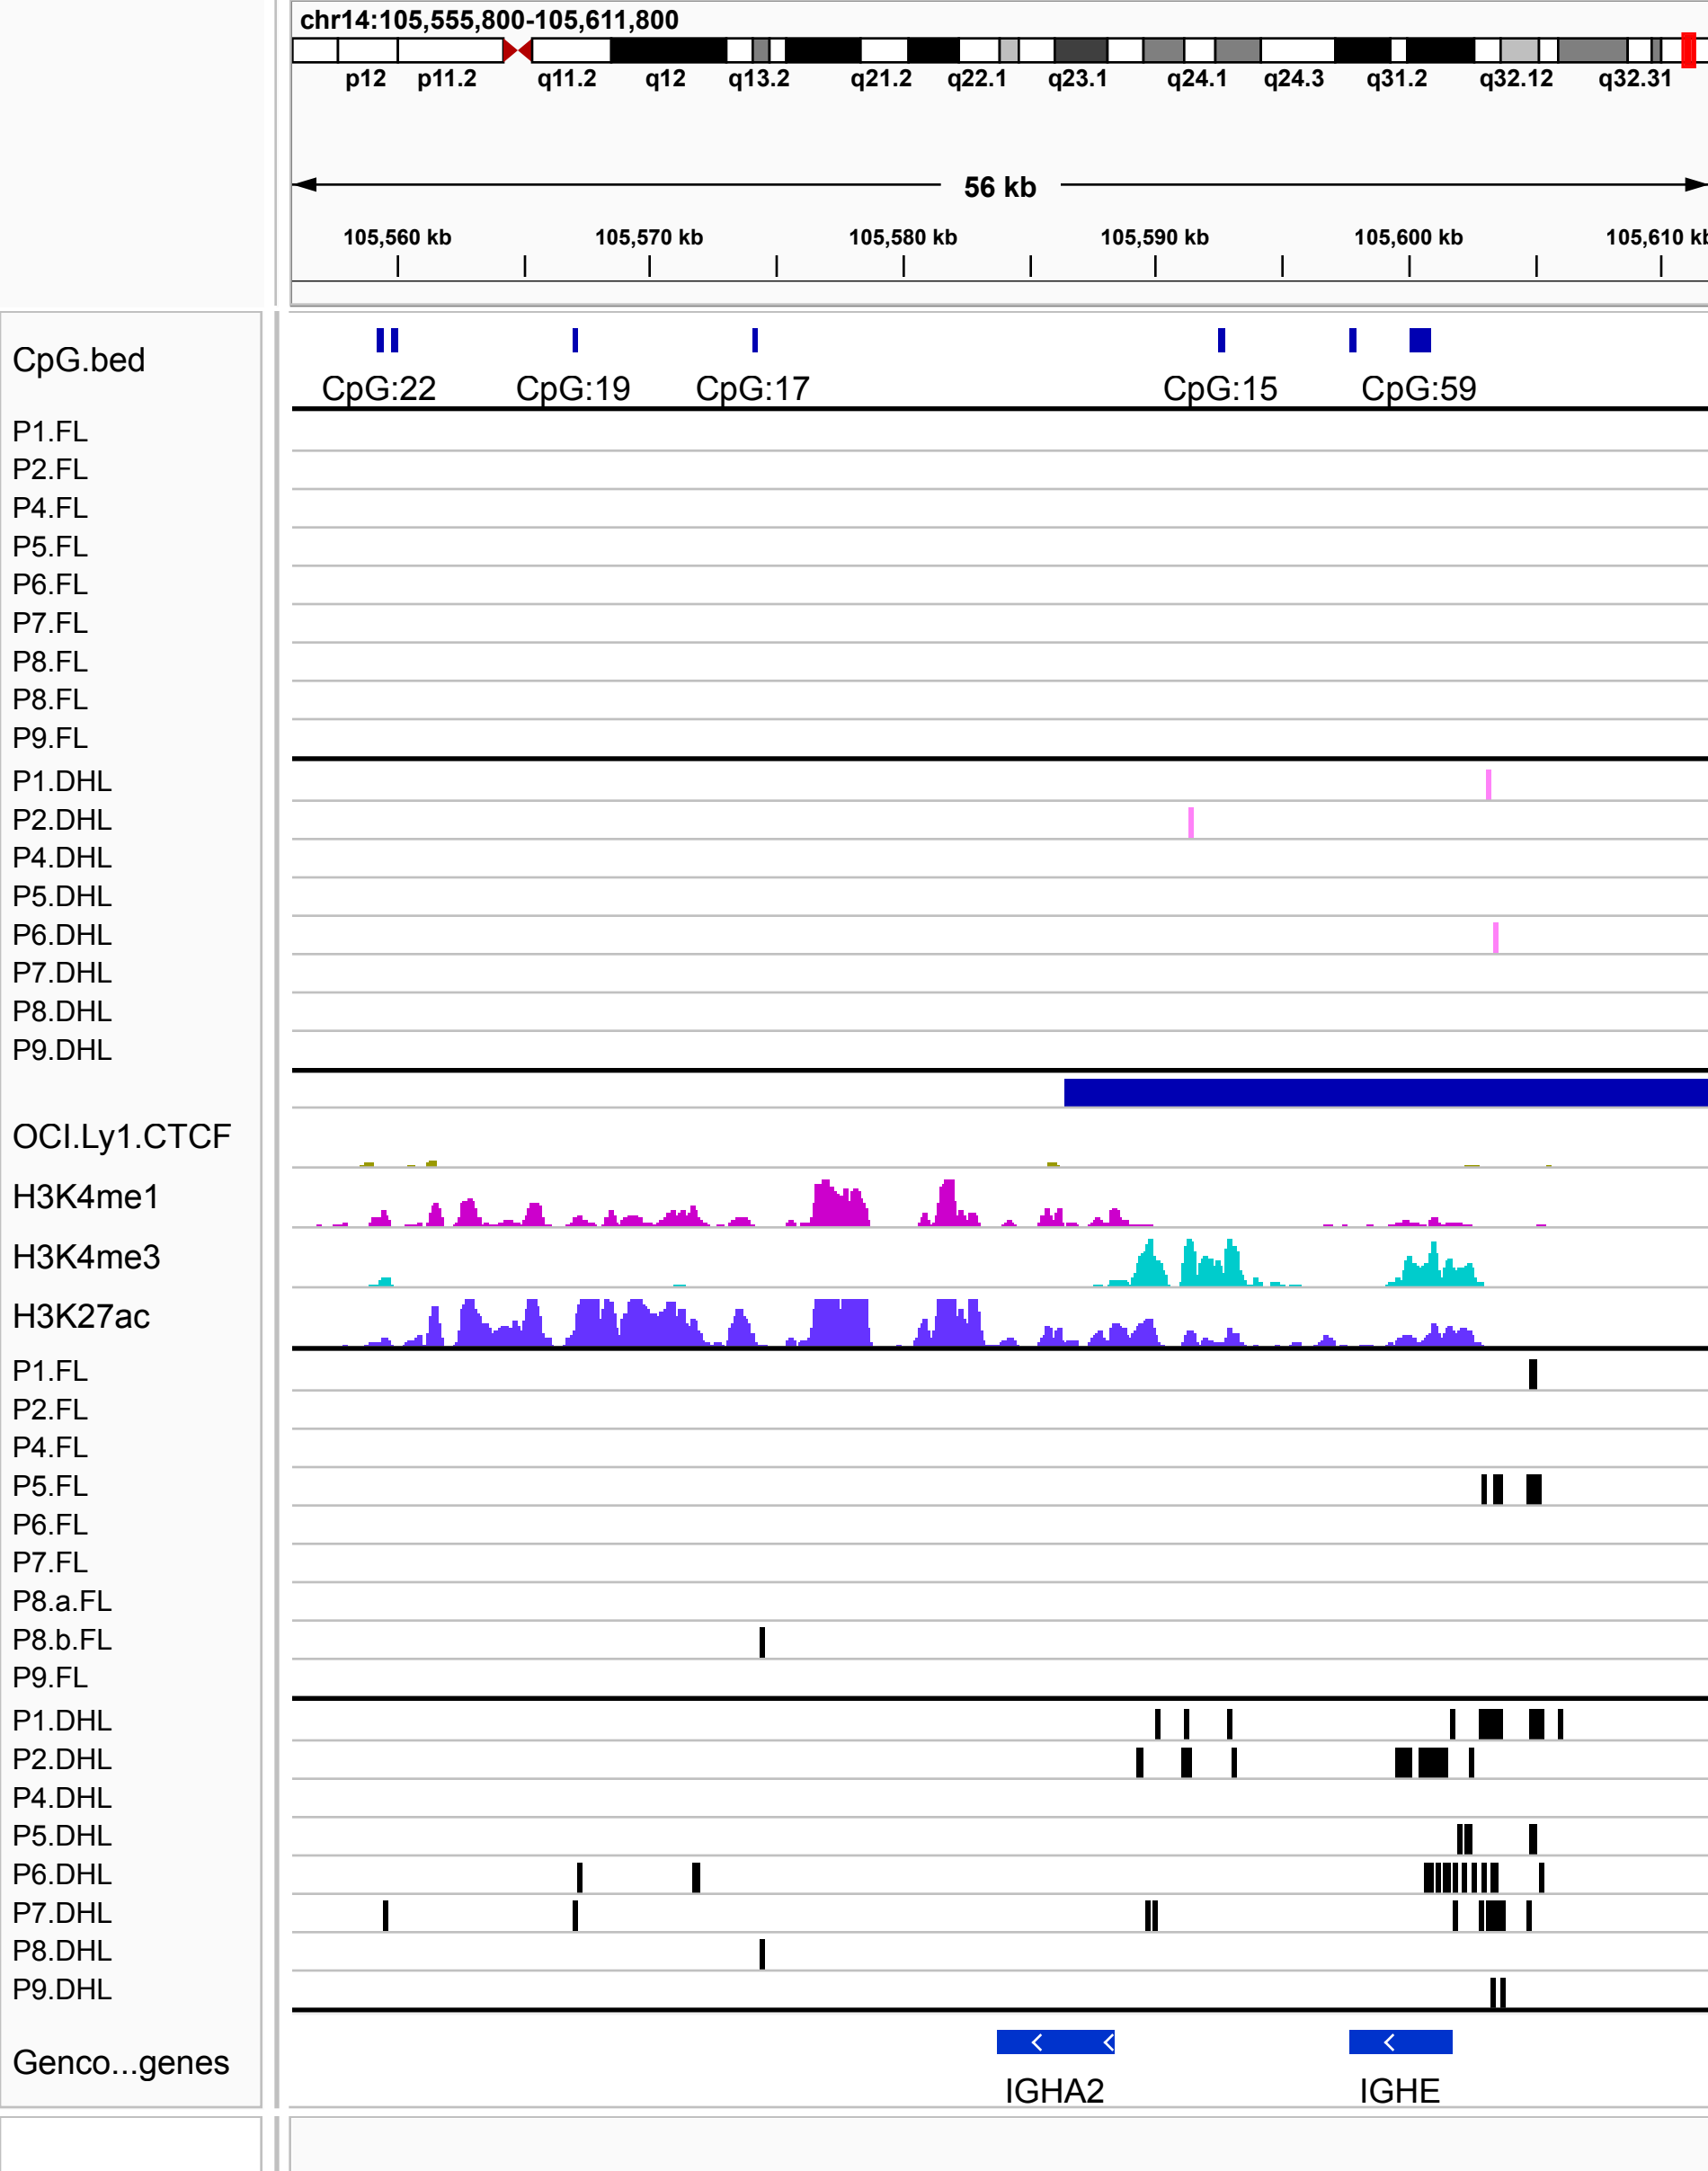 chr14:105,555,800-105,611,800
p12 p11.2 q11.2 q12 q13.2 q21.2 q22.1 q23.1 q24.1 q24.3 q31.2 q32.12 q32.31
56 kb
105,560 kb 105,570 kb 105,580 kb 105,590 kb 105,600 kb 105,610 kb
CpG.bed
CpG:22 CpG:19 CpG:17 CpG:15 CpG:59
P1.FL
P2.FL
P4.FL
P5.FL
P6.FL
P7.FL
P8.FL
P8.FL
P9.FL
P1.DHL
P2.DHL
P4.DHL
P5.DHL
P6.DHL
P7.DHL
P8.DHL
P9.DHL
OCI.Ly1.CTCF
H3K4me1
H3K4me3
H3K27ac
P1.FL
P2.FL
P4.FL
P5.FL
P6.FL
P7.FL
P8.a.FL
P8.b.FL
P9.FL
P1.DHL
P2.DHL
P4.DHL
P5.DHL
P6.DHL
P7.DHL
P8.DHL
P9.DHL
Genco...genes
IGHA2 IGHE